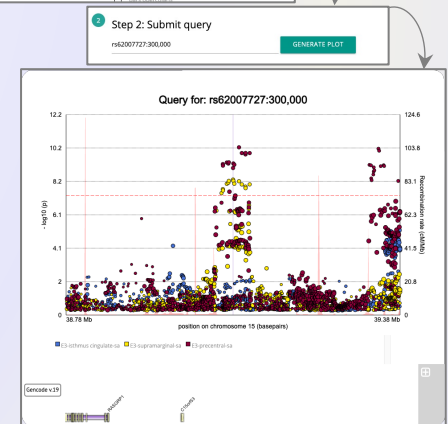 2
Step 2: Submit query
rs62007727:300,000
GENERATE PLOT
Query for: rs62007727:300,000
12.2
10.2
8.2
6.1
4.1
2
0
- log10 (p)
124.6
103.8
83.1
62.3
41.5
20.8
0
Recombination rate (cM/Mb)
38.78 Mb
39.38 Mb
position on chromosome 15 (basepairs)
E3-isthmus cingulate-sa E3-supramarginal-sa E3-precentral-sa
Gencode v.19
RASGRP1
C15orf53